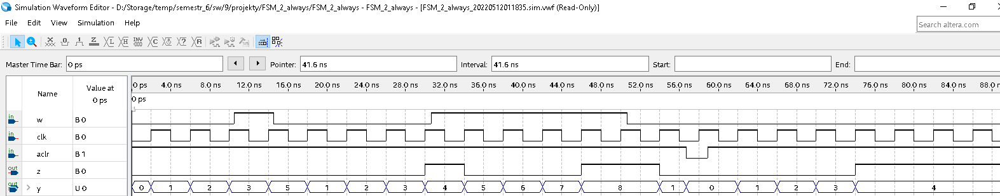 Simulation Waveform Editor - D:/Storage/temp/semestr_6/sw/9/projekty/FSM_2_always/FSM_2_always - FSM_2_always - [FSM_2_always_20220512011835.sim.vwf (Read-Only)]
File Edit View Simulation Help
Search altera.com
Master Time Bar: 0 ps Pointer: 41.6 ns Interval: 41.6 ns Start: End:
Name Value at 0 ps
0 ps 4.0 ns 8.0 ns 12.0 ns 16.0 ns 20.0 ns 24.0 ns 28.0 ns 32.0 ns 36.0 ns 40.0 ns 44.0 ns 48.0 ns 52.0 ns 56.0 ns 60.0 ns 64.0 ns 68.0 ns 72.0 ns 76.0 ns 80.0 ns 84.0 ns 88.0 n
0 ps
in w B 0
in clk B 0
in aclr B 1
out z B 0
out y U 0 0 1 2 3 5 1 2 3 4 5 6 7 8 1 0 1 2 3 4